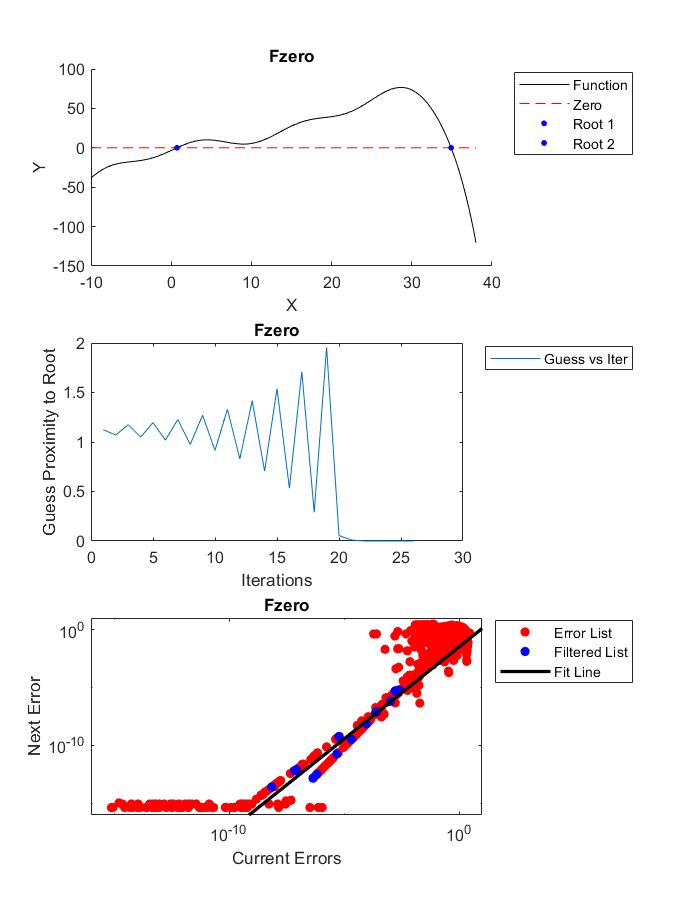 Fzero
100
50
0
-50
-100
-150
Y
-10
0
10
20
30
40
X
Function
Zero
Root 1
Root 2
Fzero
2
1.5
1
0.5
0
Guess Proximity to Root
0
5
10
15
20
25
30
Iterations
Guess vs Iter
Fzero
10^0
10^-10
Next Error
10^-10
10^0
Current Errors
Error List
Filtered List
Fit Line